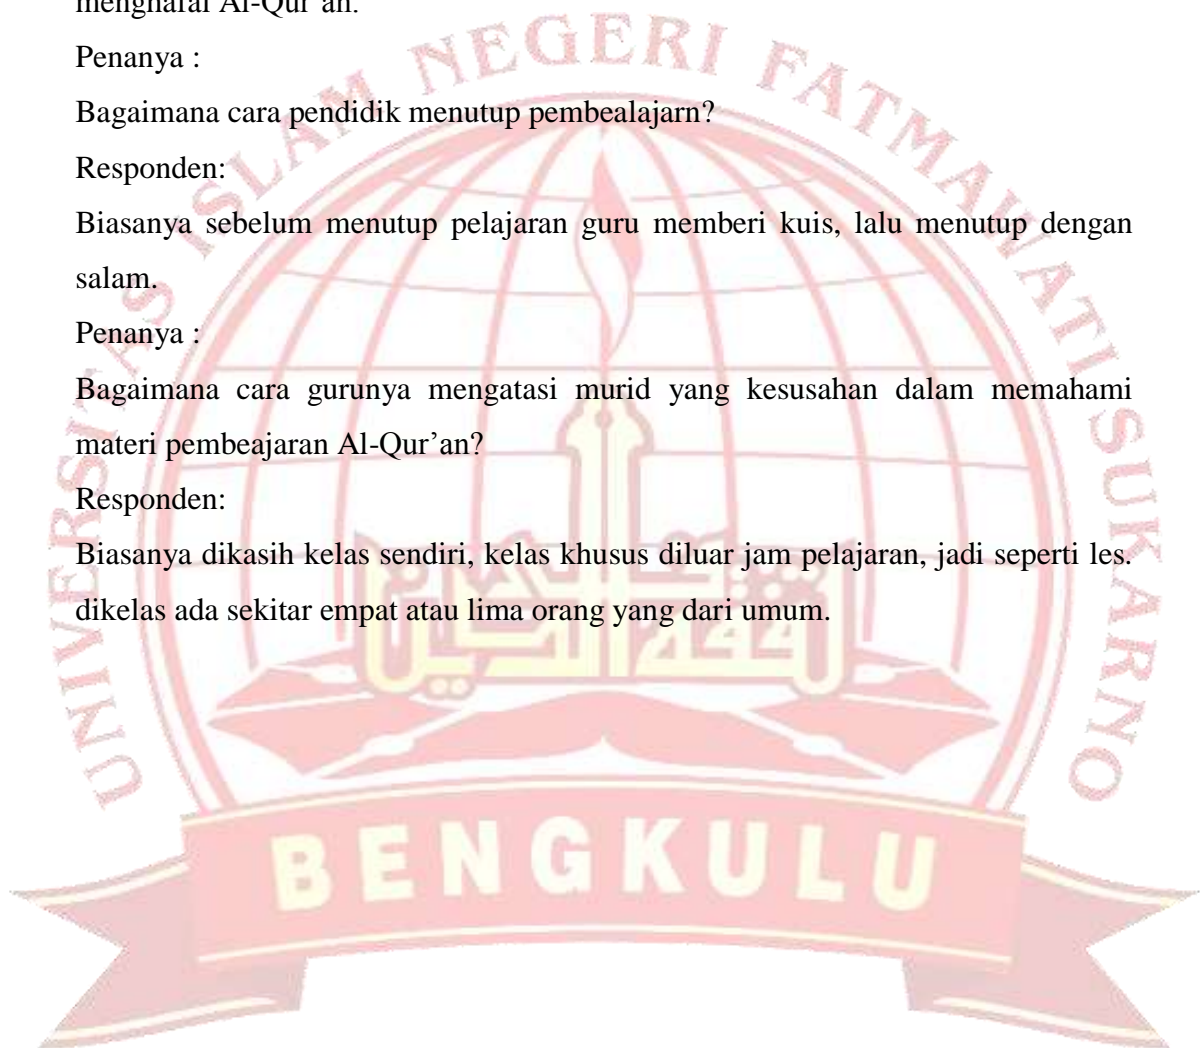 menghafal Al-Qur'an.
Penanya :
Bagaimana cara pendidik menutup pembealajarn?
Responden:
Biasanya sebelum menutup pelajaran guru memberi kuis, lalu menutup dengan
salam.
Penanya :
Bagaimana cara gurunya mengatasi murid yang kesusahan dalam memahami
materi pembeajaran Al-Qur’an?
Responden:
Biasanya dikasih kelas sendiri, kelas khusus diluar jam pelajaran, jadi seperti les.
dikelas ada sekitar empat atau lima orang yang dari umum.
UNIVERSITAS ISLAM NEGERI FATMAWATI SUKARNO
BENGKULU